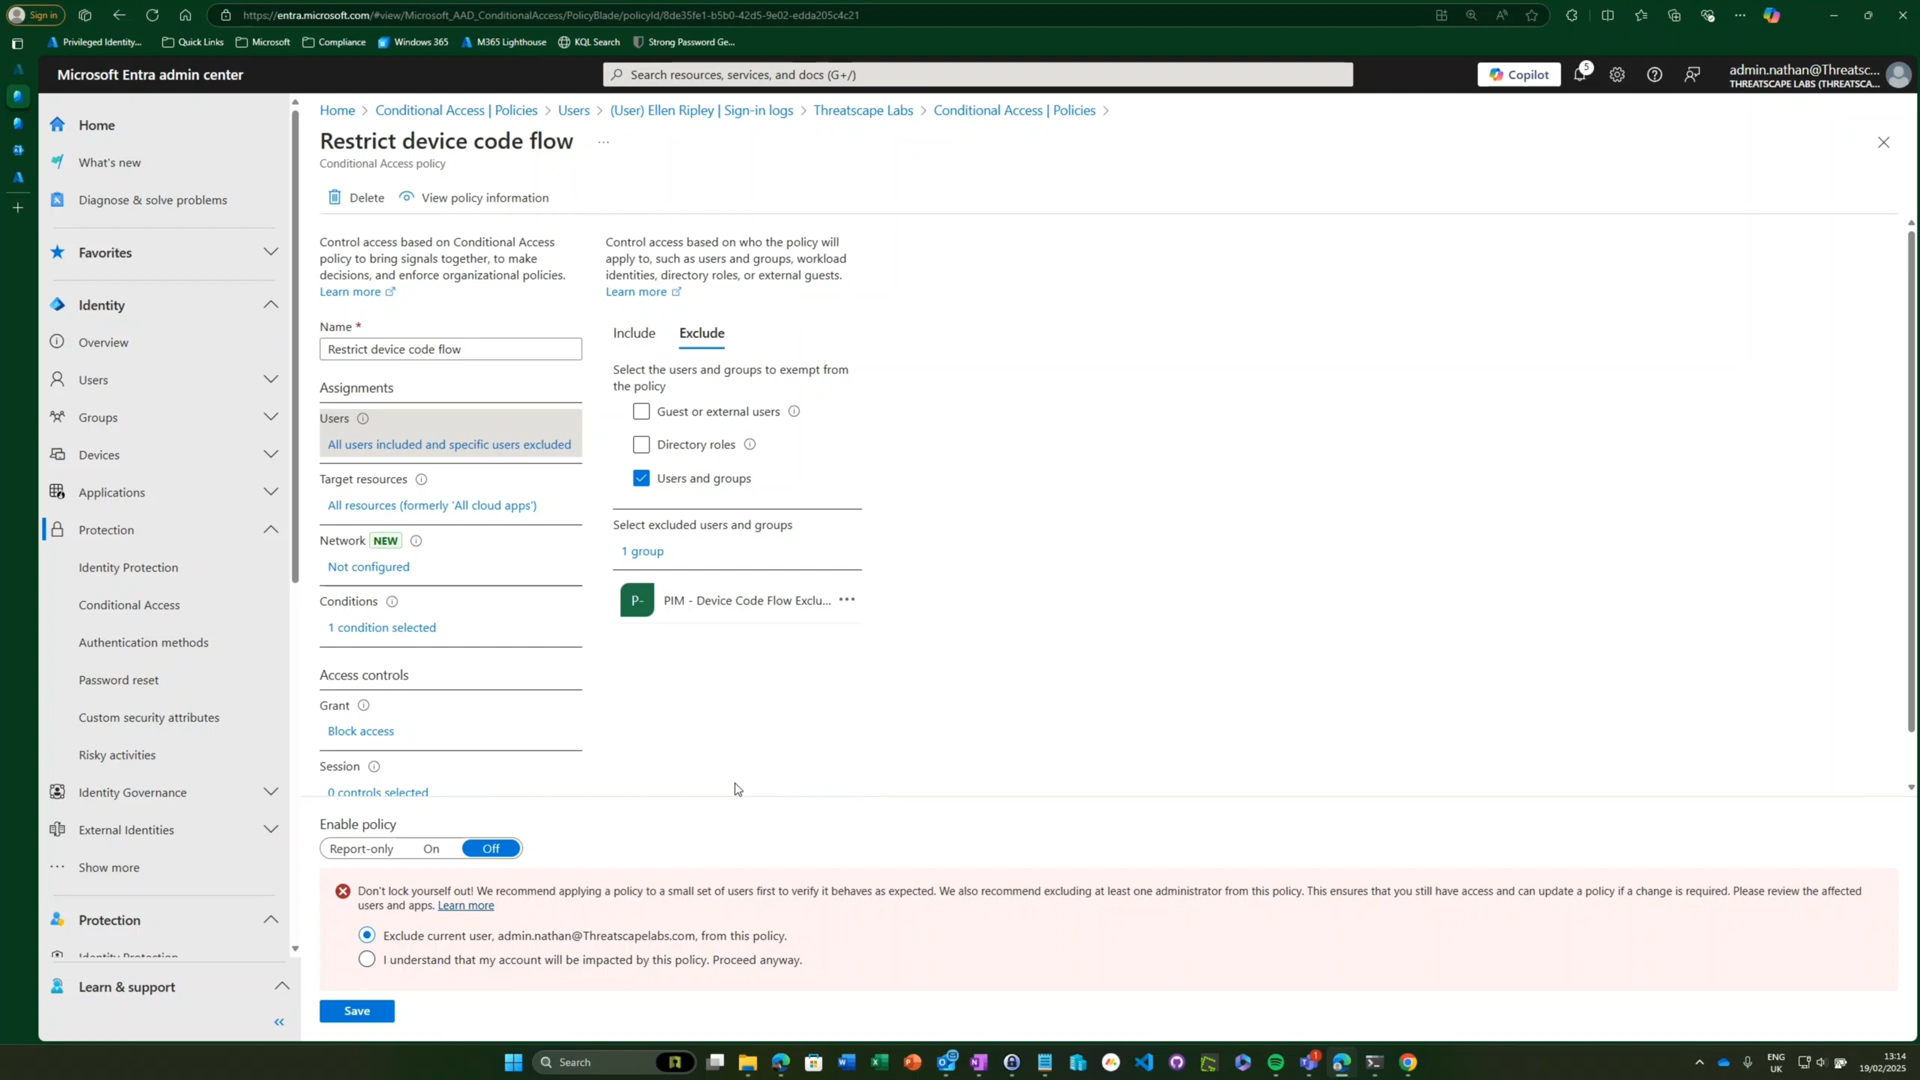 Sign in
https://entra.microsoft.com/#view/Microsoft_AAD_ConditionalAccess/PolicyBlade/policyId/8de35fe1-b5b0-42d5-9e02-edda205c4c21
Privileged Identity...
Quick Links
Microsoft
Compliance
Windows 365
M365 Lighthouse
KQL Search
Strong Password Ge...
Microsoft Entra admin center
Search resources, services, and docs (G+/)
Copilot
5
admin.nathan@Threatsc...
THREATSCAPE LABS (THREATSCA...
Home
What's new
Diagnose & solve problems
Favorites
Identity
Overview
Users
Groups
Devices
Applications
Protection
Identity Protection
Conditional Access
Authentication methods
Password reset
Custom security attributes
Risky activities
Identity Governance
External Identities
Show more
Protection
Identity Protection
Learn & support
Home > Conditional Access | Policies > Users > (User) Ellen Ripley | Sign-in logs > Threatscape Labs > Conditional Access | Policies >
Restrict device code flow ...
Conditional Access policy
Delete
View policy information
Control access based on Conditional Access
policy to bring signals together, to make
decisions, and enforce organizational policies.
Learn more
Name *
Restrict device code flow
Assignments
Users
All users included and specific users excluded
Target resources
All resources (formerly 'All cloud apps')
Network NEW
Not configured
Conditions
1 condition selected
Access controls
Grant
Block access
Session
0 controls selected
Control access based on who the policy will
apply to, such as users and groups, workload
identities, directory roles, or external guests.
Learn more
Include Exclude
Select the users and groups to exempt from
the policy
Guest or external users
Directory roles
Users and groups
Select excluded users and groups
1 group
P-
PIM - Device Code Flow Exclu...
Enable policy
Report-only On Off
Don't lock yourself out! We recommend applying a policy to a small set of users first to verify it behaves as expected. We also recommend excluding at least one administrator from this policy. This ensures that you still have access and can update a policy if a change is required. Please review the affected
users and apps. Learn more
Exclude current user, admin.nathan@Threatscapelabs.com, from this policy.
I understand that my account will be impacted by this policy. Proceed anyway.
Save
Search
ENG
UK
13:14
19/02/2025